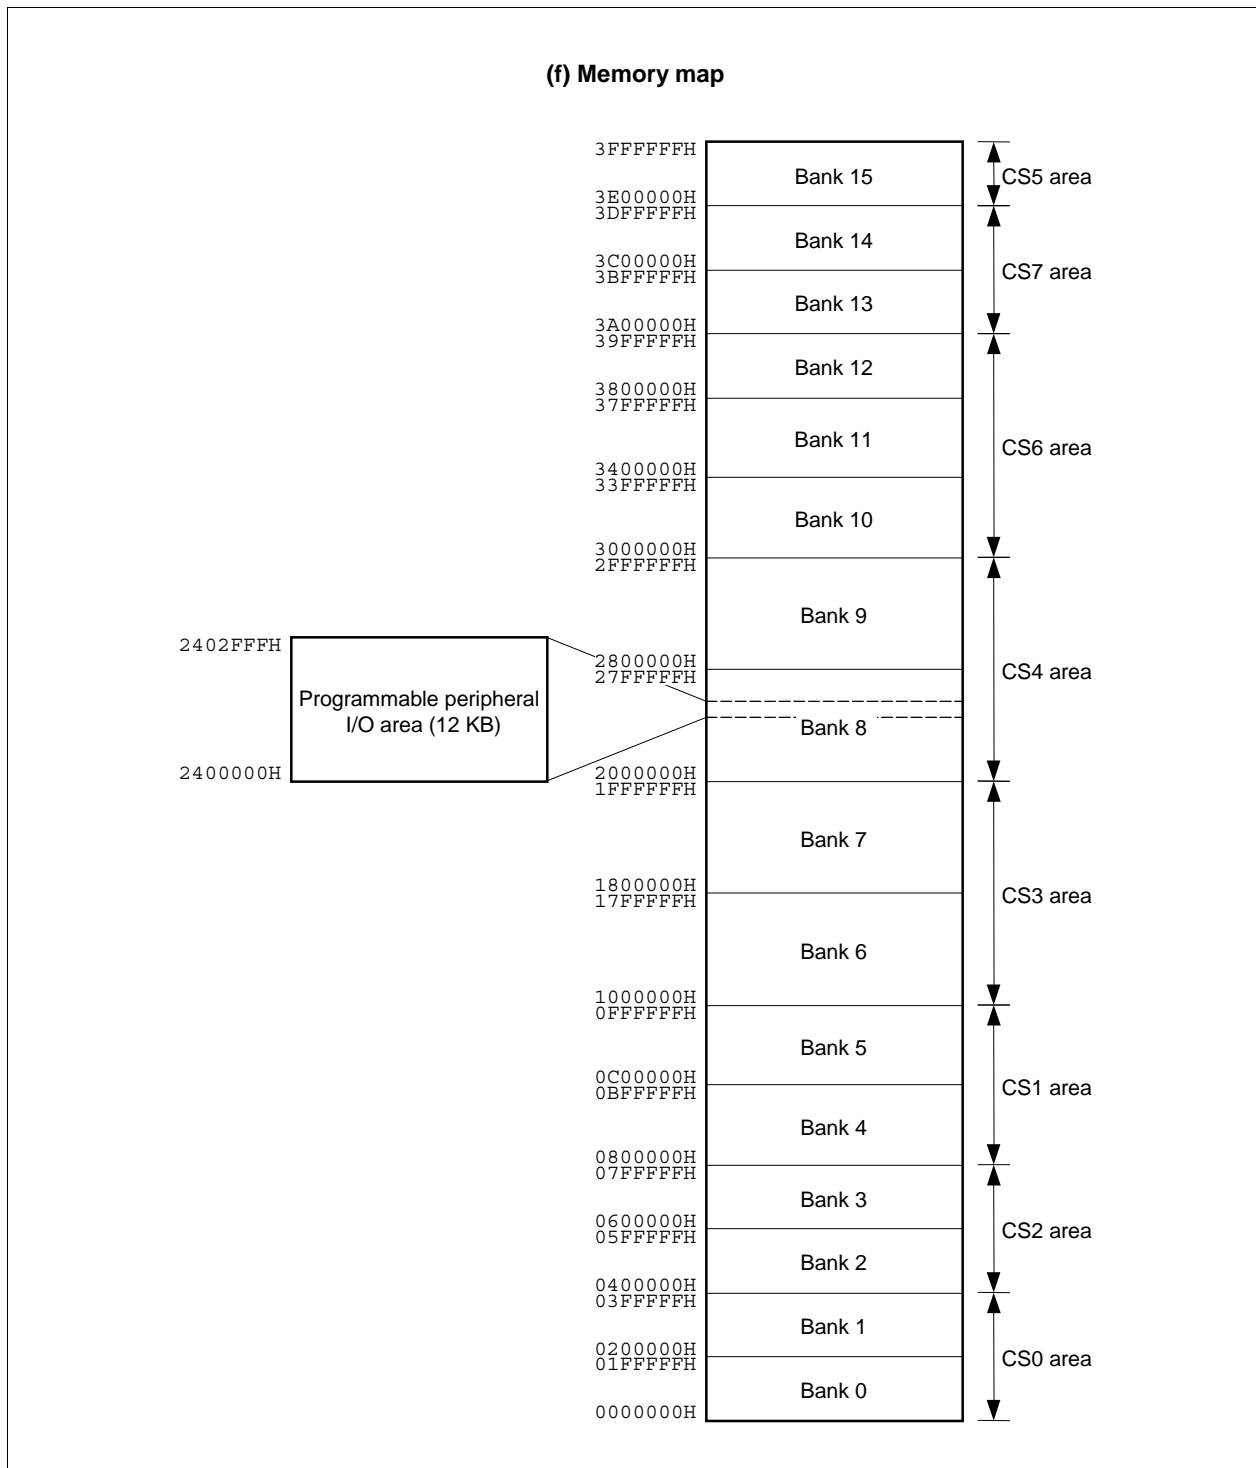 (f) Memory map
3FFFFFFH
Bank 15
CS5 area
3E00000H
3DFFFFFH
Bank 14
3C00000H
CS7 area
3BFFFFFH
Bank 13
3A00000H
39FFFFFH
Bank 12
3800000H
37FFFFFH
Bank 11
CS6 area
3400000H
33FFFFFH
Bank 10
3000000H
2FFFFFFH
Bank 9
2402FFFH
2800000H
27FFFFFH
CS4 area
Programmable peripheral
I/O area (12 KB)
Bank 8
2400000H
2000000H
1FFFFFFH
Bank 7
1800000H
17FFFFFH
CS3 area
Bank 6
1000000H
0FFFFFFH
Bank 5
0C00000H
0BFFFFFH
CS1 area
Bank 4
0800000H
07FFFFFH
Bank 3
0600000H
05FFFFFH
CS2 area
Bank 2
0400000H
03FFFFFH
Bank 1
0200000H
01FFFFFH
CS0 area
Bank 0
0000000H